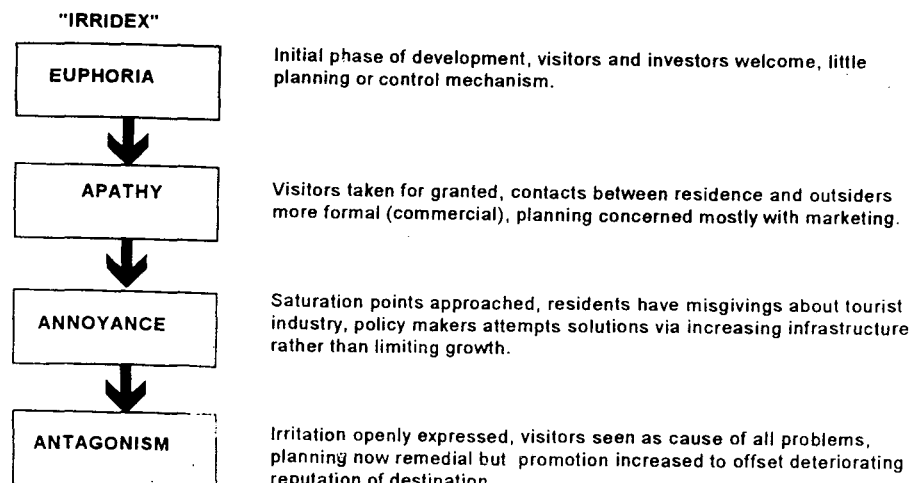 "IRRIDEX"
EUPHORIA
Initial phase of development, visitors and investors welcome, little
planning or control mechanism.
APATHY
Visitors taken for granted, contacts between residence and outsiders
more formal (commercial), planning concerned mostly with marketing.
ANNOYANCE
Saturation points approached, residents have misgivings about tourist
industry, policy makers attempts solutions via increasing infrastructure
rather than limiting growth.
ANTAGONISM
Irritation openly expressed, visitors seen as cause of all problems,
planning now remedial but promotion increased to offset deteriorating
reputation of destination